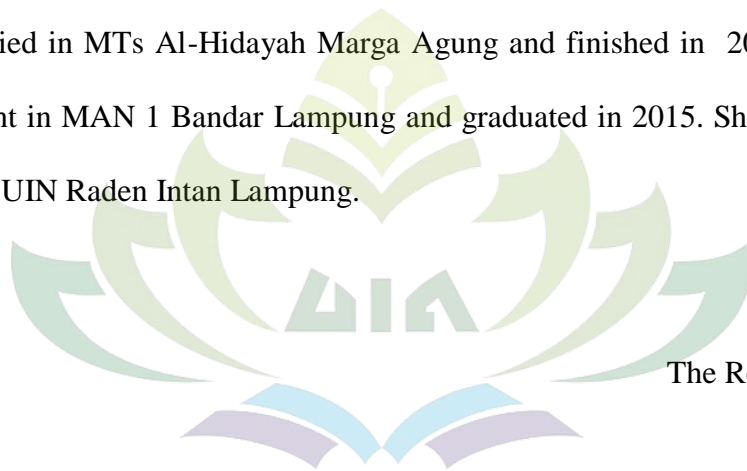 ied in MTs Al-Hidayah Marga Agung and finished in 20
nt in MAN 1 Bandar Lampung and graduated in 2015. Sh
UIN Raden Intan Lampung.
UIN
The R